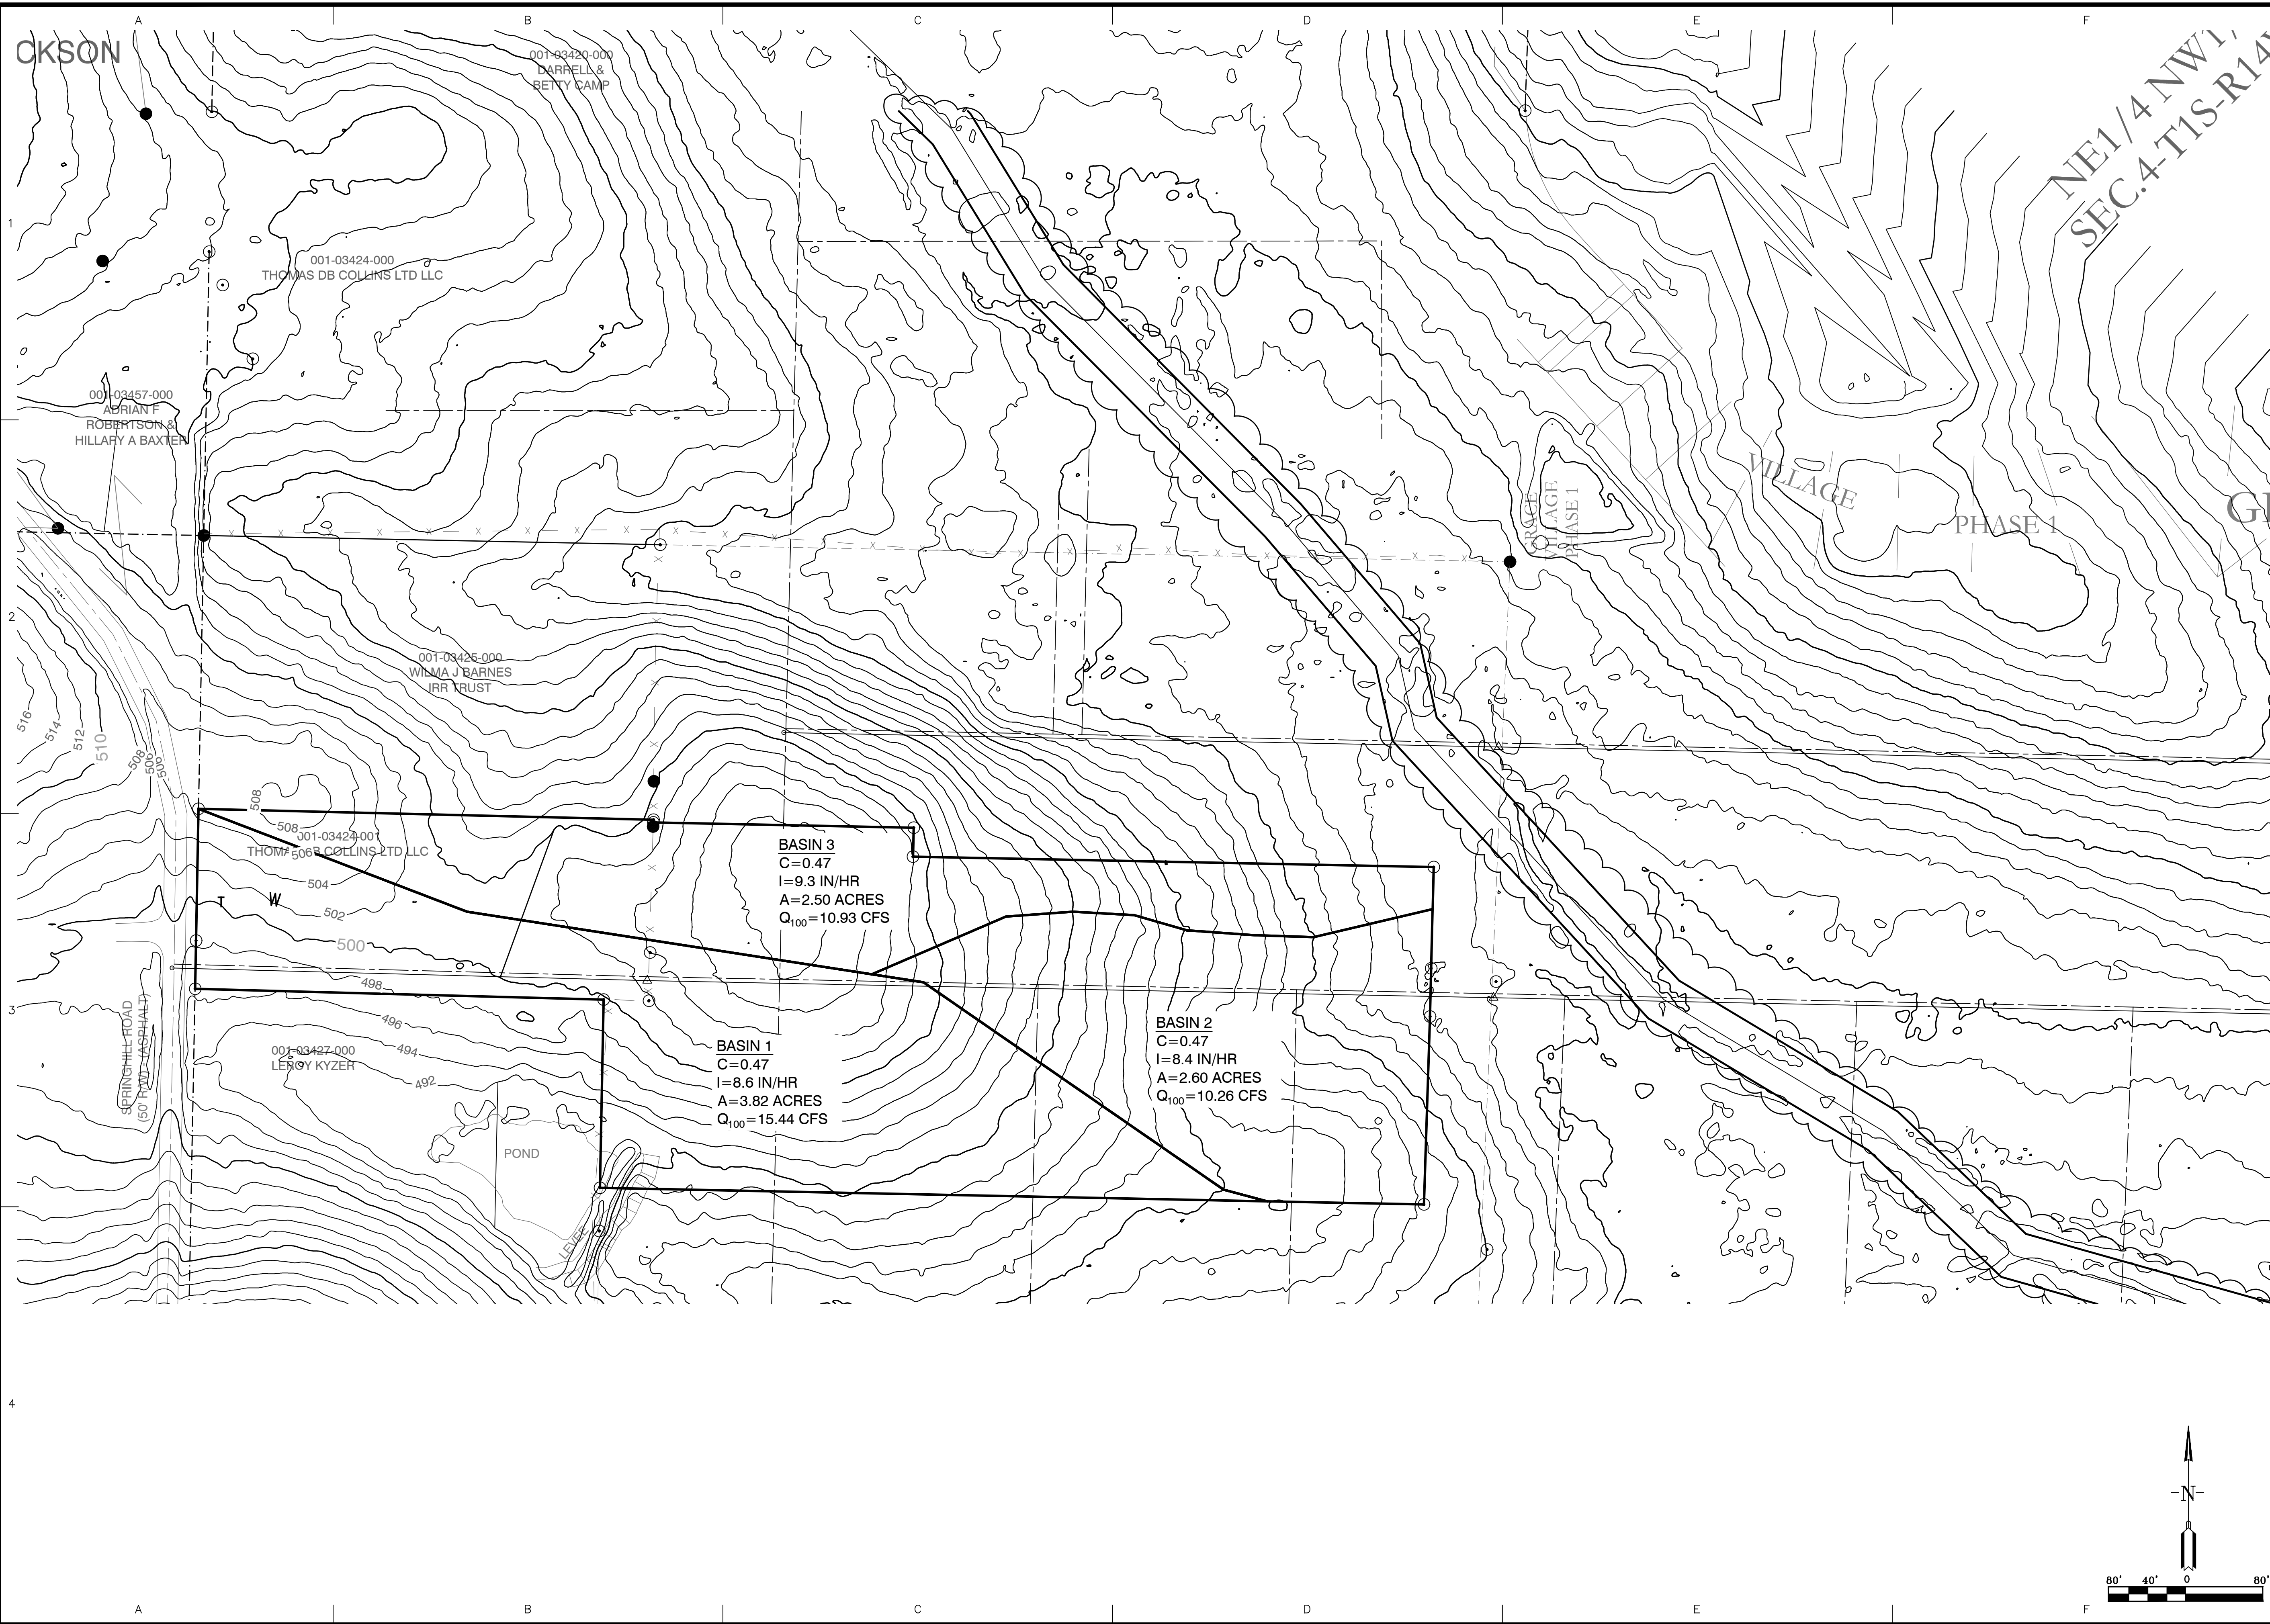 A B C D E F
CKSON
001-03420-000
DARRELL &
BETTY CAMP
NE1/4 NW1/
SEC.4-T1S-R14
1
001-03424-000
THOMAS DB COLLINS LTD LLC
001-03457-000
ADRIAN F
ROBERTSON &
HILLARY A BAXTER
GRACE
VILLAGE
PHASE 1
VILLAGE
PHASE 1
2
001-03425-000
WILMA J BARNES
IRR TRUST
516
514
512
510
508
506
508
508
001-03424-001
506
COLLINS LTD LLC
504
502
500
498
496
494
492
T W
BASIN 3
C=0.47
I=9.3 IN/HR
A=2.50 ACRES
Q100=10.93 CFS
3
SPRINGHILL ROAD
(50' R/W) (ASPHALT)
001-03427-000
LEROY KYZER
BASIN 1
C=0.47
I=8.6 IN/HR
A=3.82 ACRES
Q100=15.44 CFS
BASIN 2
C=0.47
I=8.4 IN/HR
A=2.60 ACRES
Q100=10.26 CFS
POND
LEVEE
4
-N-
80' 40' 0 80'
A B C D E F